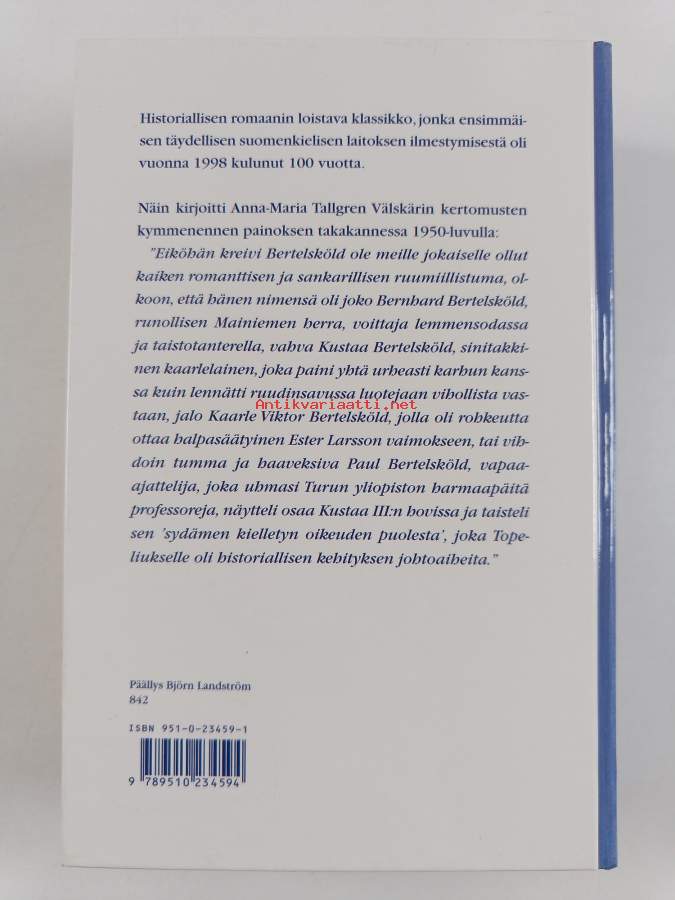 Historiallisen romaanin loistava klassikko, jonka ensimmäi-
sen täydellisen suomenkielisen laitoksen ilmestymisestä oli
vuonna 1998 kulunut 100 vuotta.
Näin kirjoitti Anna-Maria Tallgren Välskärin kertomusten
kymmenennen painoksen takakannessa 1950-luvulla:
"Eiköhän kreivi Bertelsköld ole meille jokaiselle ollut
kaiken romanttisen ja sankarillisen ruumiillistuma, ol-
koon, että hänen nimensä oli joko Bernhard Bertelsköld,
runollisen Mainiemen herra, voittaja lemmensodassa
ja taistotanterella, vahva Kustaa Bertelsköld, sinitakki-
nen kaarlelainen, joka paini yhtä urheasti karhun kans-
sa kuin lennätti ruudinsavussa luotejaan vihollista vas-
Antikvariaatti.net
taan, jalo Kaarle Viktor Bertelsköld, jolla oli rohkeutta
ottaa halpasäätyinen Ester Larsson vaimokseen, tai vih-
doin tumma ja haaveksiva Paul Bertelsköld, vapaa-
ajattelija, joka uhmasi Turun yliopiston harmaapäitä
professoreja, näytteli osaa Kustaa III:n hovissa ja taisteli
sen 'sydämen kielletyn oikeuden puolesta', joka Tope-
liukselle oli historiallisen kehityksen johtoaiheita."
Päällys Björn Landström
842
ISBN 951-0-23459-1
9 789510 234594